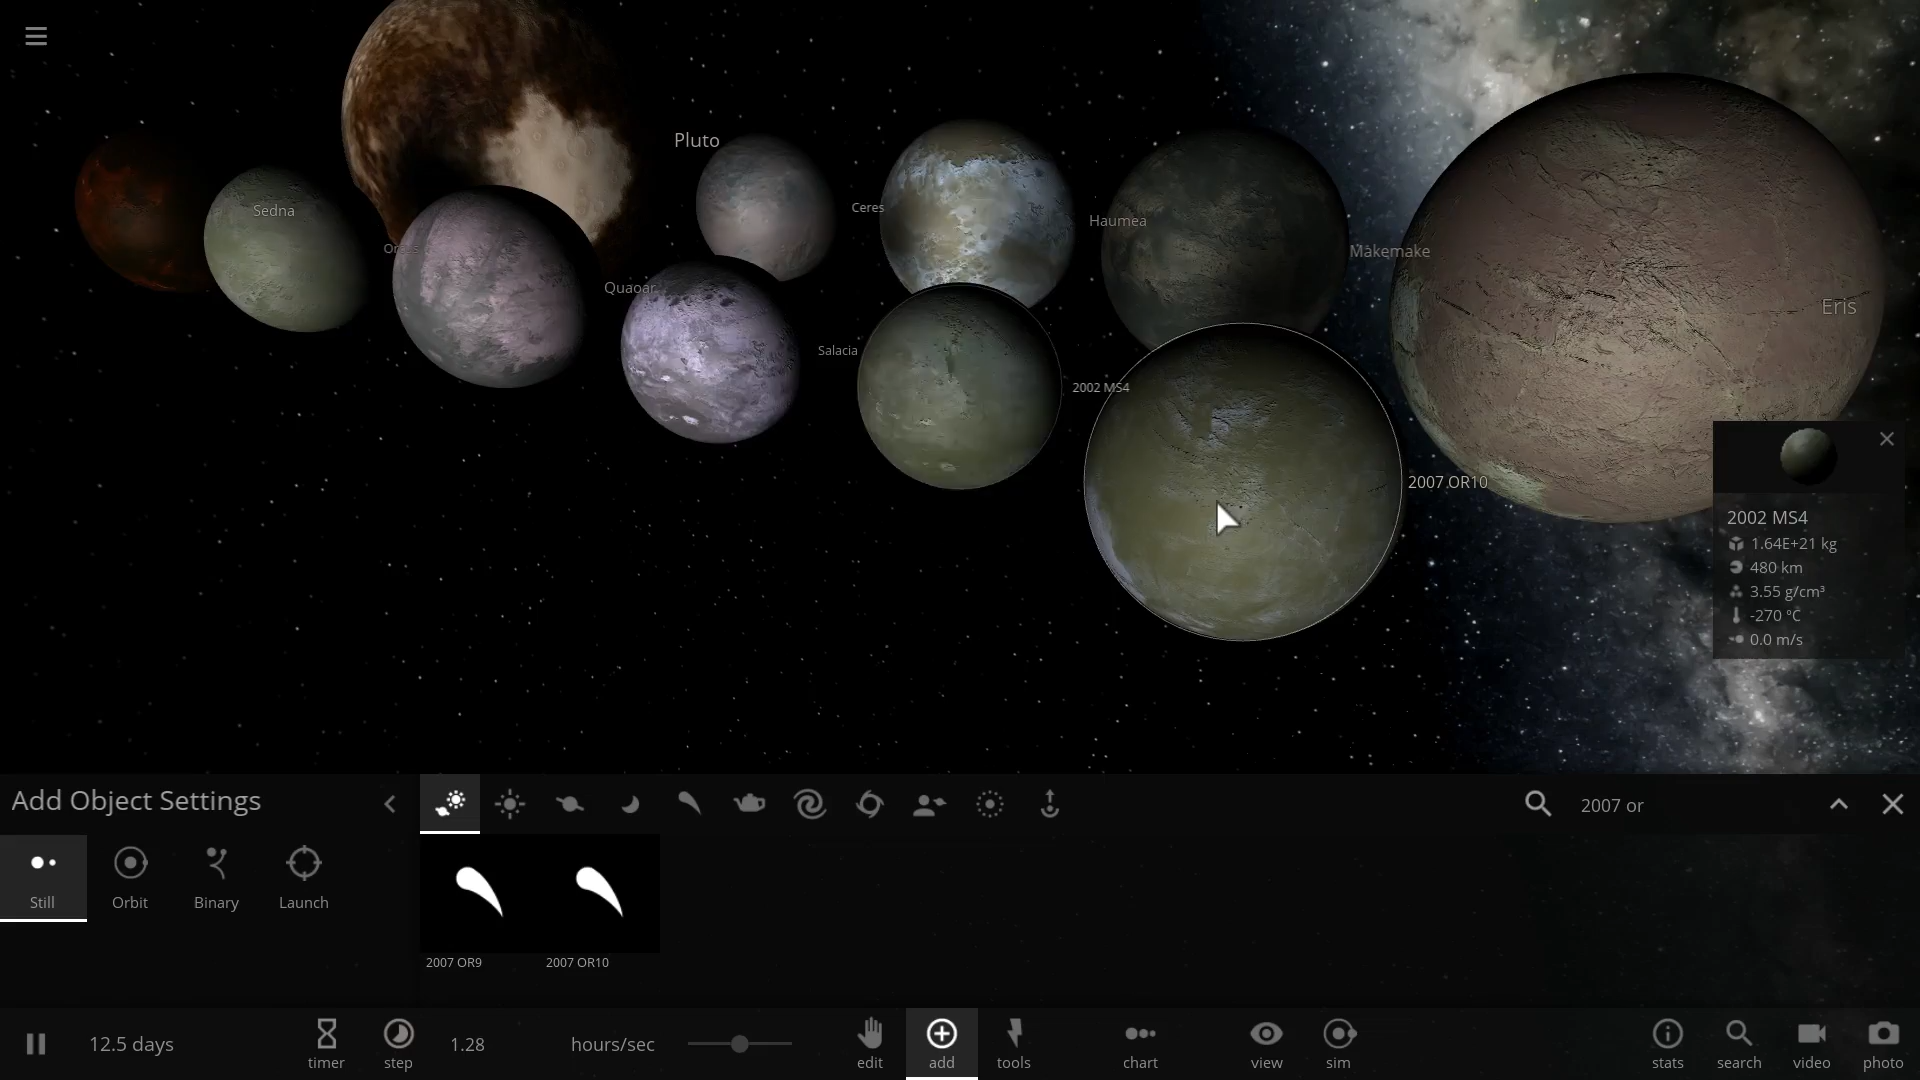 Pluto
Sedna
Ceres
Haumea
Orcus
Makemake
Quaoar
Eris
Salacia
2002 MS4
2007 OR10
2002 MS4
1.64E+21 kg
480 km
3.55 g/cm³
-270 °C
0.0 m/s
Add Object Settings
2007 or
Still
Orbit
Binary
Launch
2007 OR9
2007 OR10
12.5 days
timer
step
1.28
hours/sec
edit
add
tools
chart
view
sim
stats
search
video
photo